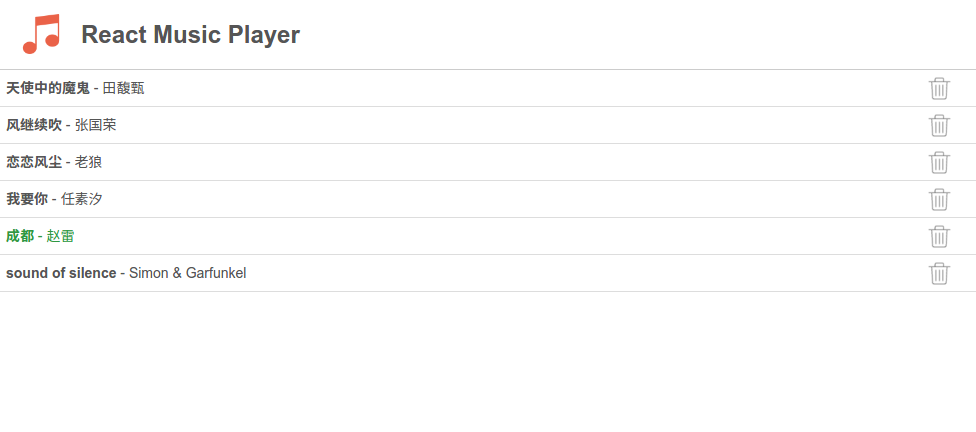 React Music Player
天使中的魔鬼 - 田馥甄
风继续吹 - 张国荣
恋恋风尘 - 老狼
我要你 - 任素汐
成都 - 赵雷
sound of silence - Simon & Garfunkel